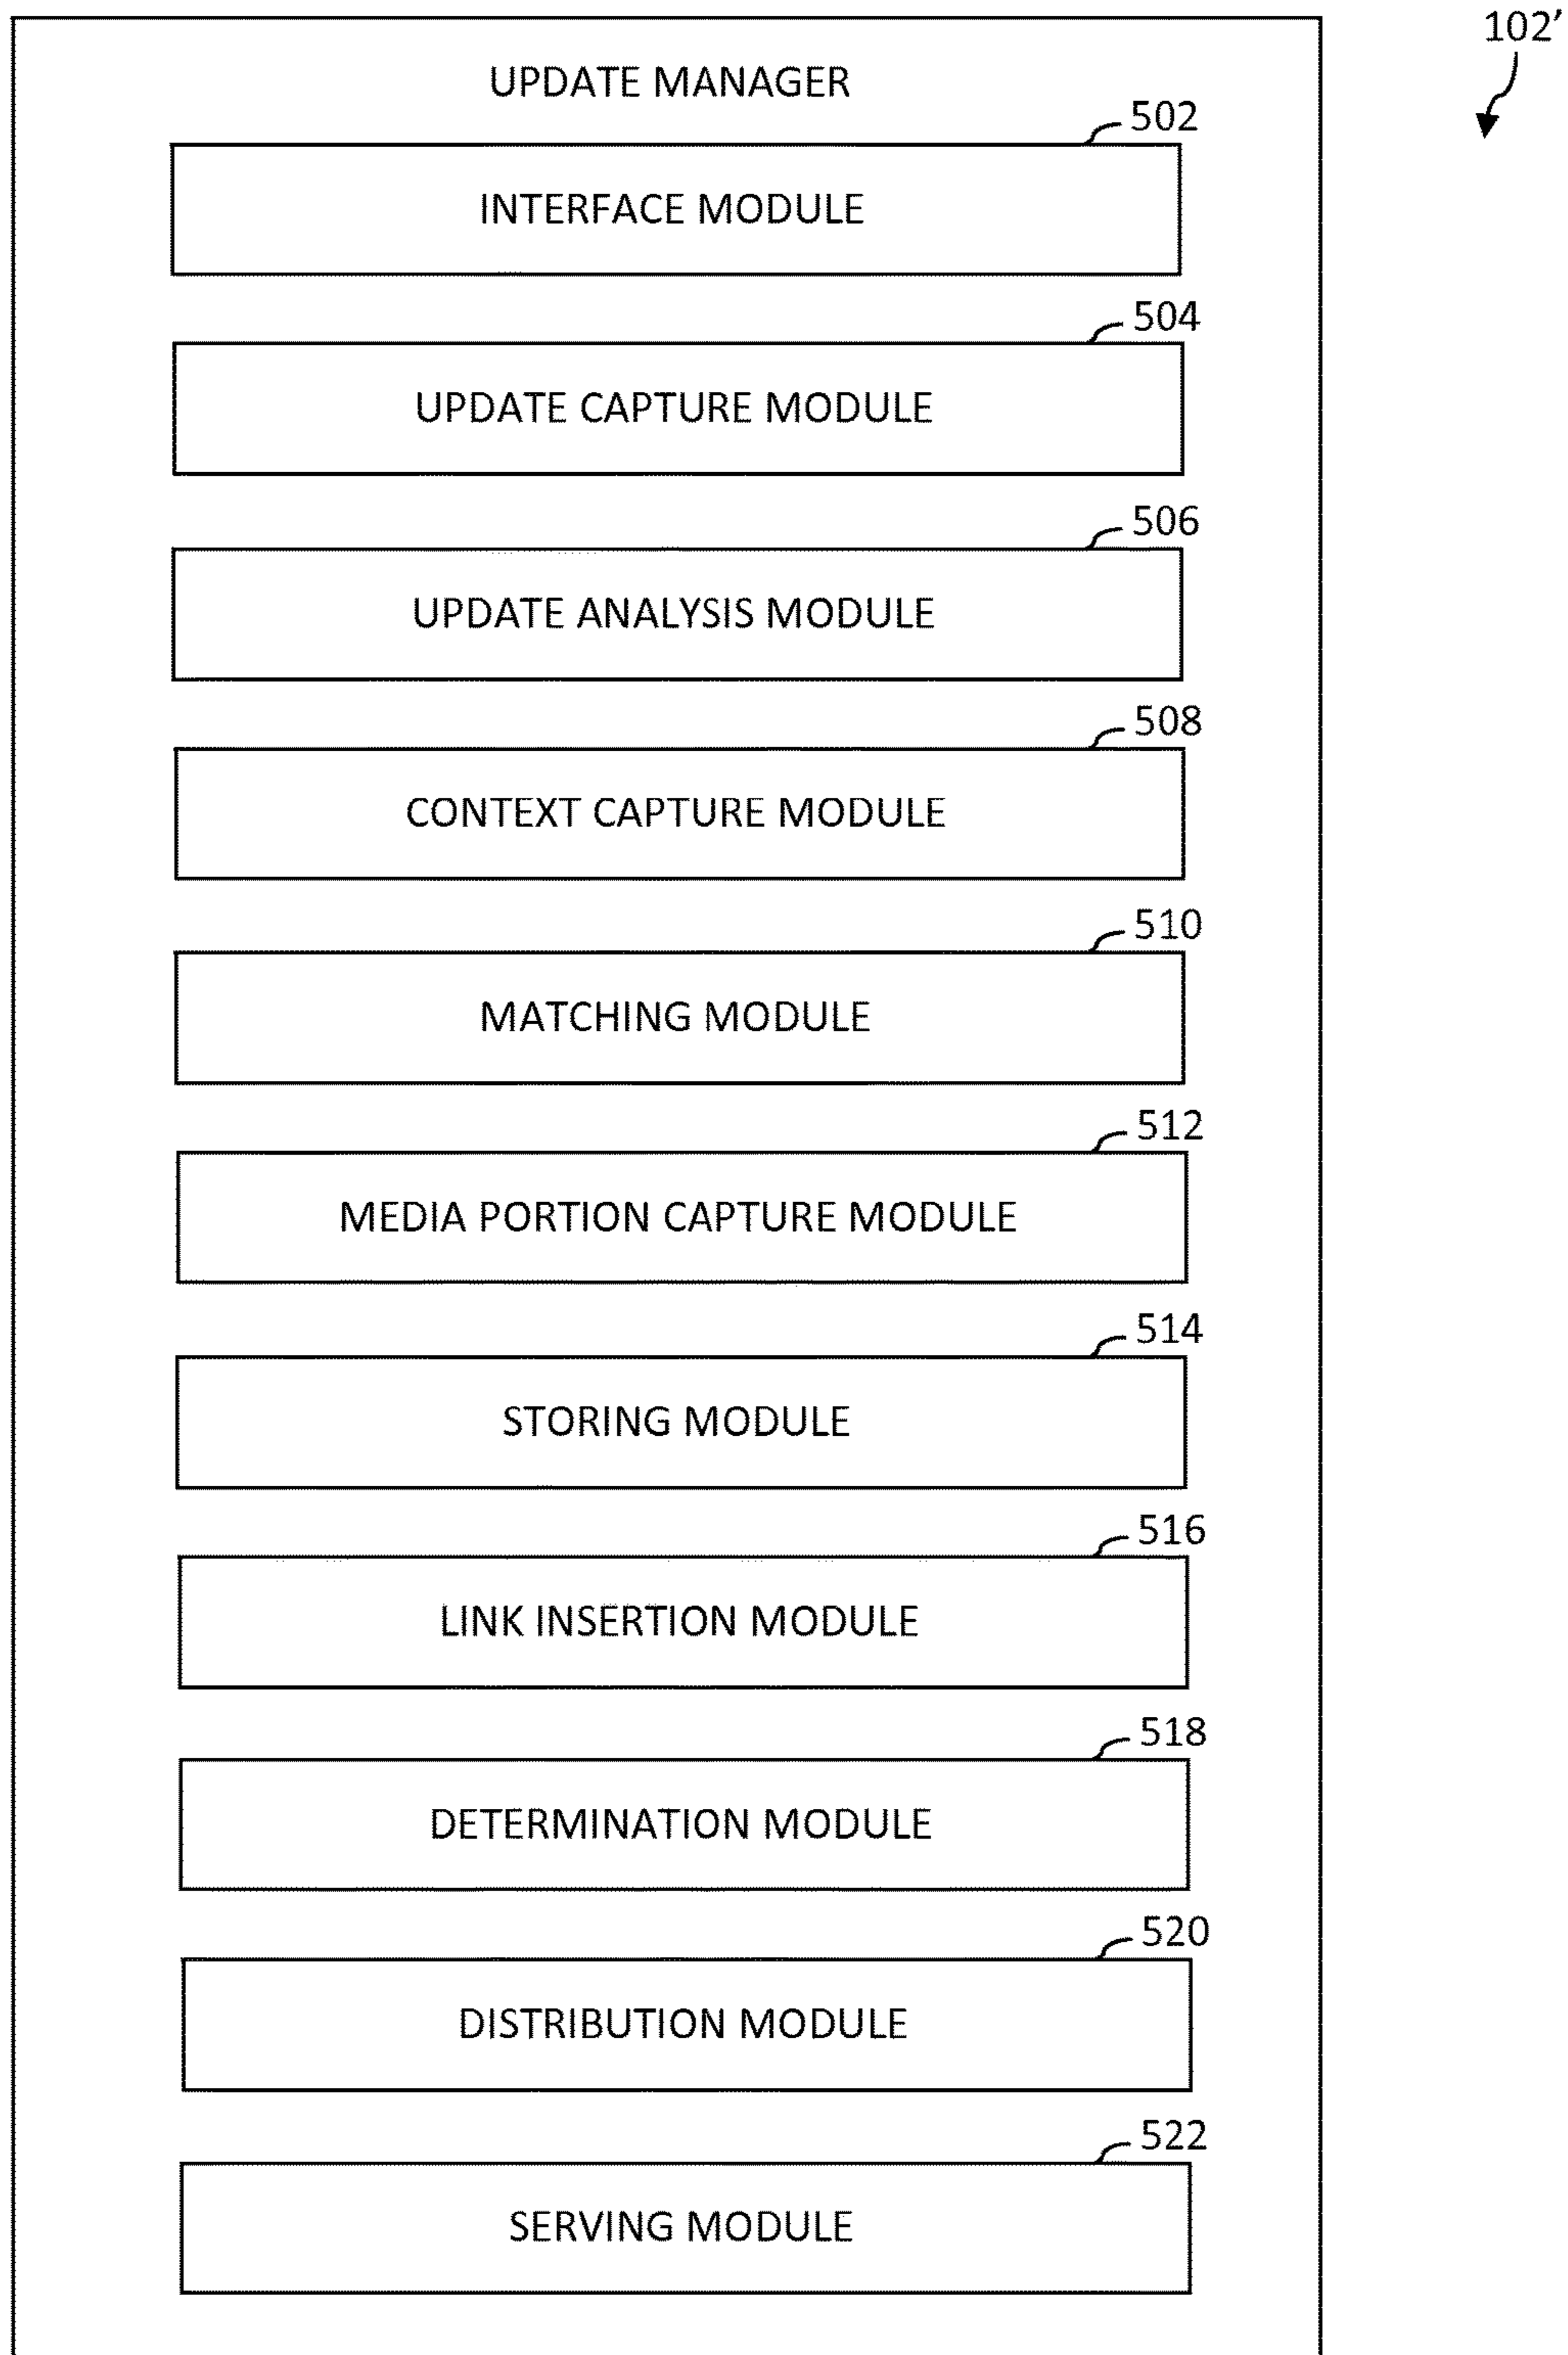 102'
UPDATE MANAGER
502
INTERFACE MODULE
504
UPDATE CAPTURE MODULE
506
UPDATE ANALYSIS MODULE
508
CONTEXT CAPTURE MODULE
510
MATCHING MODULE
512
MEDIA PORTION CAPTURE MODULE
514
STORING MODULE
516
LINK INSERTION MODULE
518
DETERMINATION MODULE
520
DISTRIBUTION MODULE
522
SERVING MODULE